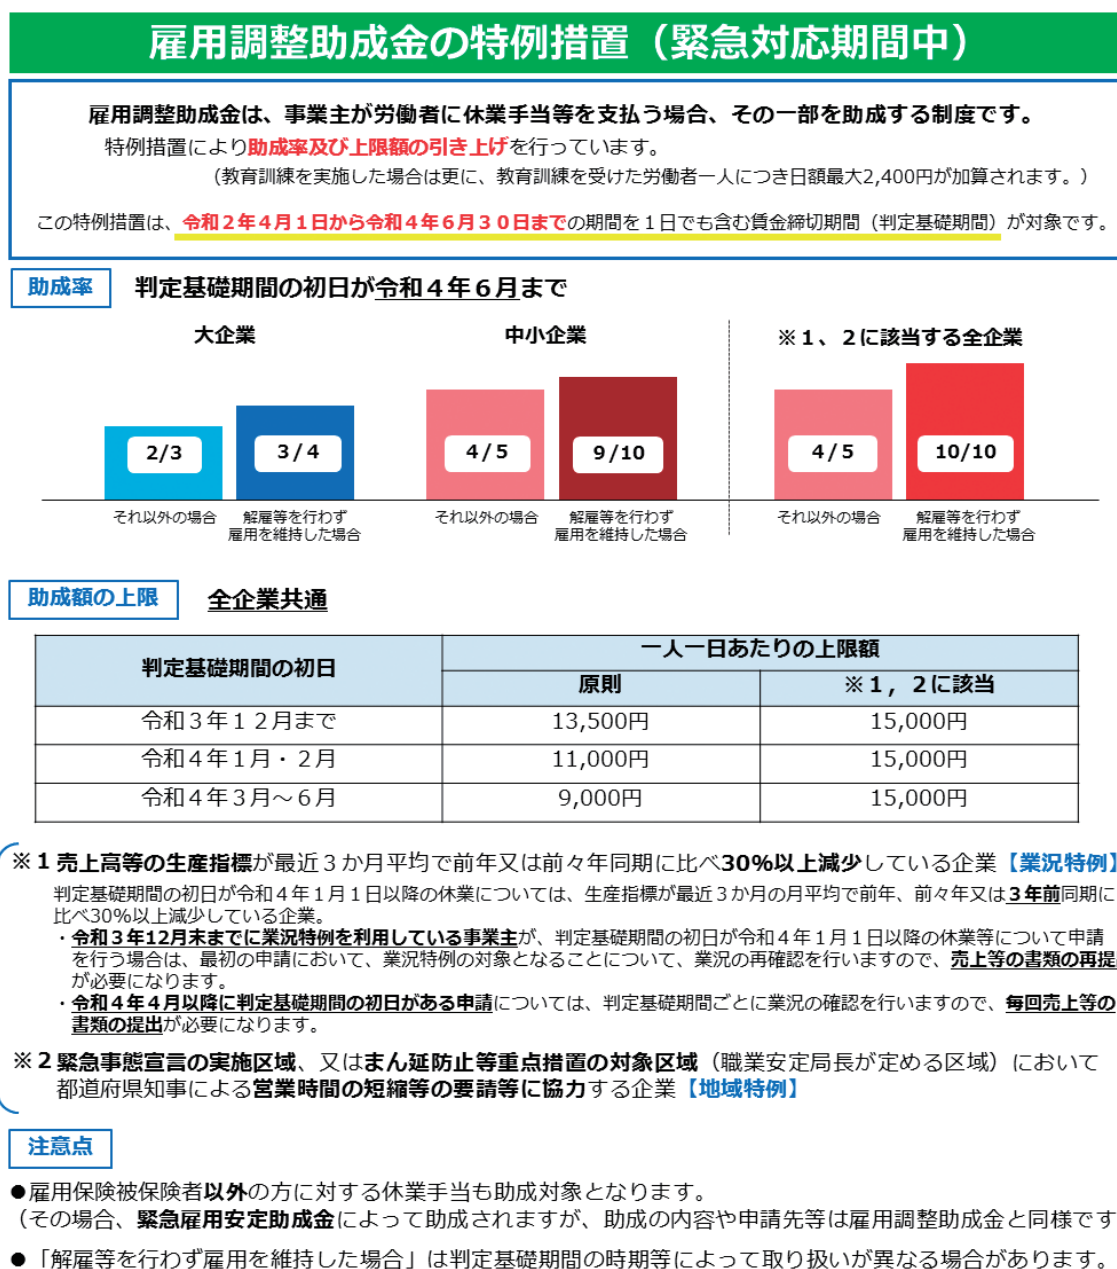 雇用調整助成金の特例措置（緊急対応期間中）
雇用調整助成金は、事業主が労働者に休業手当等を支払う場合、その一部を助成する制度です。
特例措置により助成率及び上限額の引き上げを行っています。
（教育訓練を実施した場合は更に、教育訓練を受けた労働者一人につき日額最大2,400円が加算されます。）
この特例措置は、令和２年４月１日から令和４年６月３０日までの期間を１日でも含む賃金締切期間（判定基礎期間）が対象です。
助成率 判定基礎期間の初日が令和４年６月まで
大企業 中小企業 ※１、２に該当する全企業
2/3 3/4 4/5 9/10 4/5 10/10
それ以外の場合 解雇等を行わず それ以外の場合 解雇等を行わず それ以外の場合 解雇等を行わず
雇用を維持した場合 雇用を維持した場合 雇用を維持した場合
助成額の上限 全企業共通
判定基礎期間の初日 一人一日あたりの上限額
原則 ※１，２に該当
令和３年１２月まで 13,500円 15,000円
令和４年１月・２月 11,000円 15,000円
令和４年３月～６月 9,000円 15,000円
※１売上高等の生産指標が最近３か月平均で前年又は前々年同期に比べ30%以上減少している企業【業況特例】
判定基礎期間の初日が令和４年１月１日以降の休業については、生産指標が最近３か月の月平均で前年、前々年又は３年前同期に
比べ30%以上減少している企業。
・令和３年12月末までに業況特例を利用している事業主が、判定基礎期間の初日が令和４年１月１日以降の休業等について申請
を行う場合は、最初の申請において、業況特例の対象となることについて、業況の再確認を行いますので、売上等の書類の再提
が必要になります。
・令和４年４月以降に判定基礎期間の初日がある申請については、判定基礎期間ごとに業況の確認を行いますので、毎回売上等の
書類の提出が必要になります。
※２緊急事態宣言の実施区域、又はまん延防止等重点措置の対象区域（職業安定局長が定める区域）において
都道府県知事による営業時間の短縮等の要請等に協力する企業【地域特例】
注意点
●雇用保険被保険者以外の方に対する休業手当も助成対象となります。
（その場合、緊急雇用安定助成金によって助成されますが、助成の内容や申請先等は雇用調整助成金と同様です
●「解雇等を行わず雇用を維持した場合」は判定基礎期間の時期等によって取り扱いが異なる場合があります。